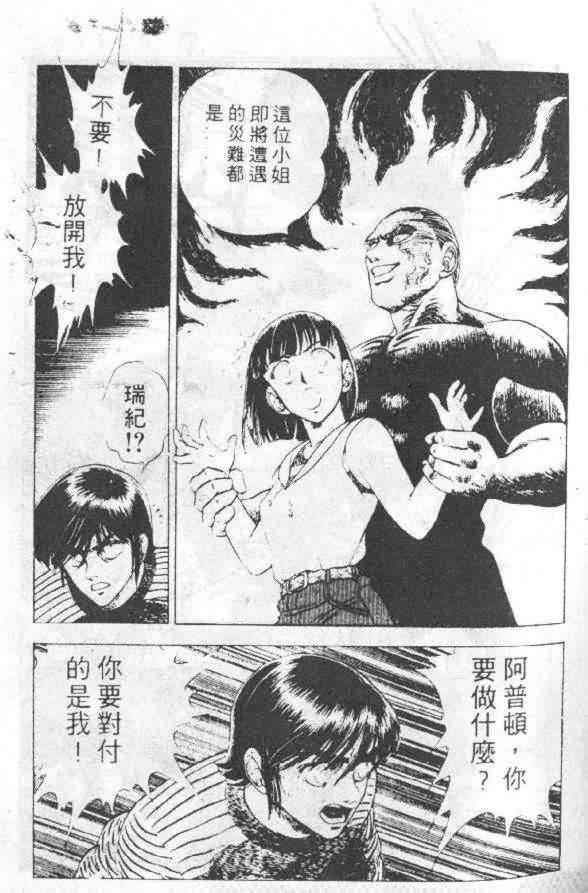 這位小姐
即將遭遇
的災難都
是……
不要！
放開我！
瑞紀!?
阿普頓，你
要做什麼？
你要對付
的是我！